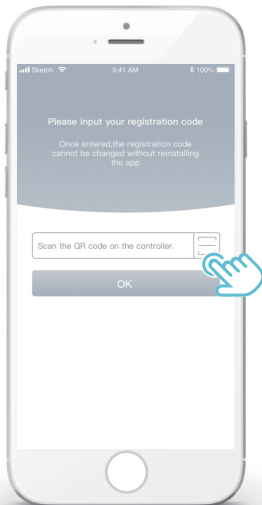 Sketch 9:41 AM 100%
Please input your registration code
Once entered,the registration code
cannot be changed without reinstalling
the app
Scan the QR code on the controller.
OK